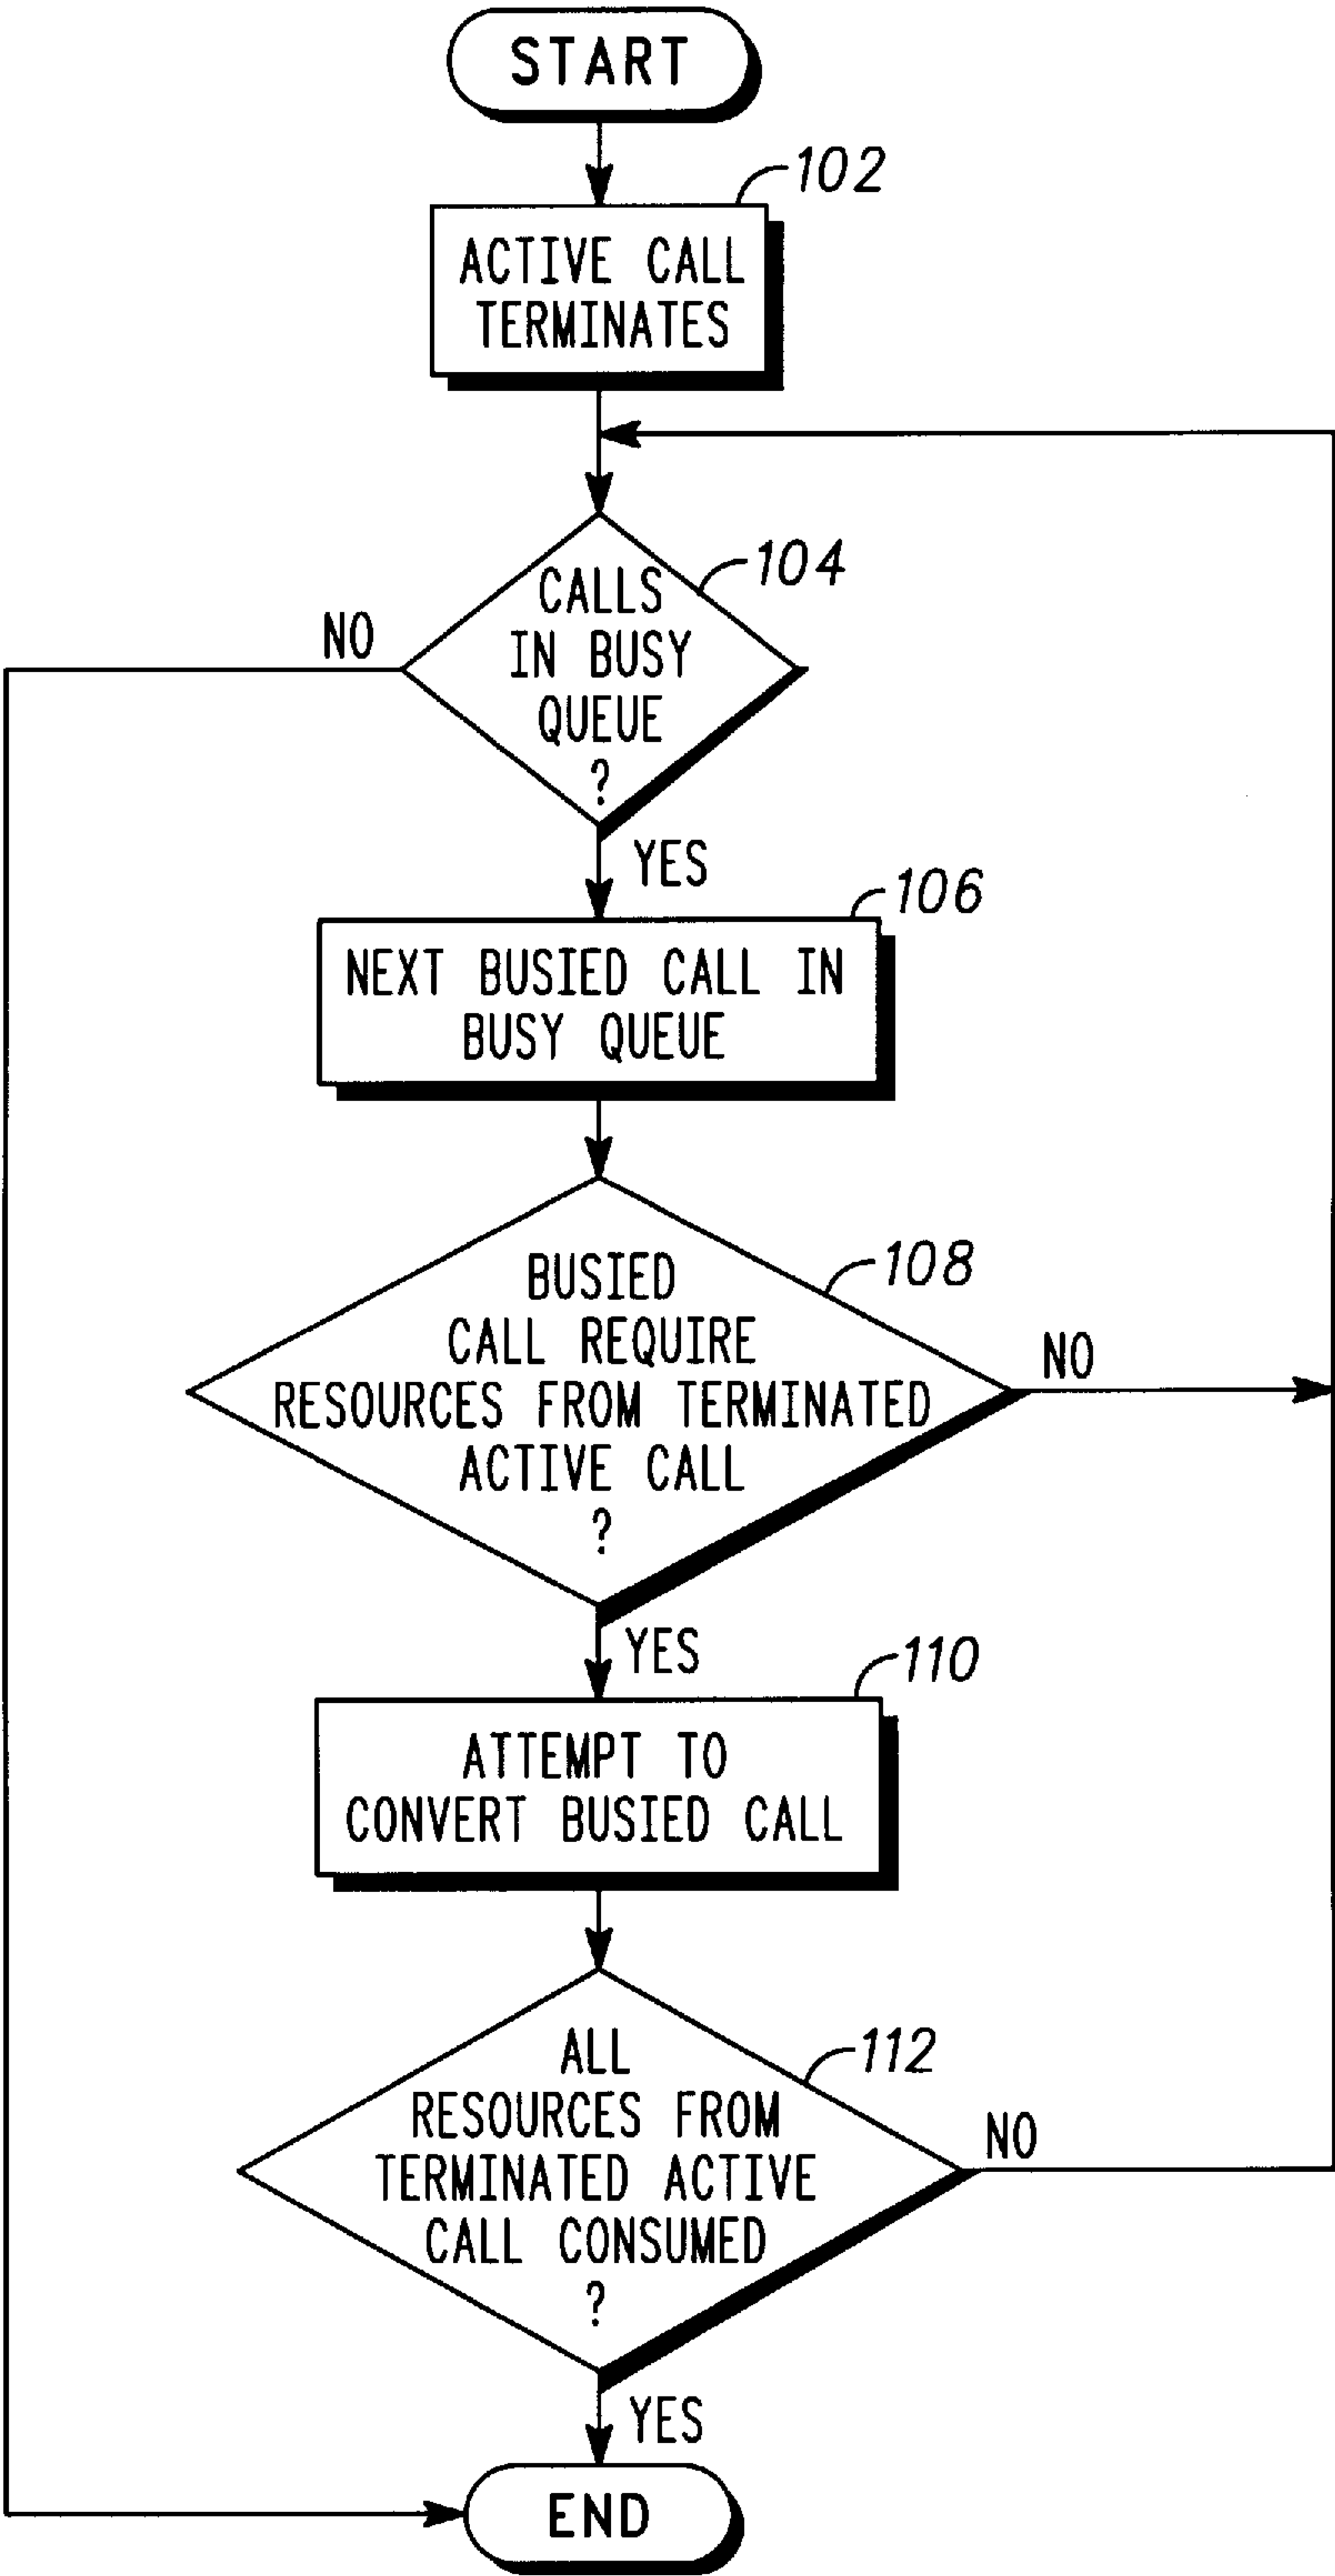 START
102
ACTIVE CALL
TERMINATES
104
CALLS
IN BUSY
QUEUE
?
NO
YES
106
NEXT BUSIED CALL IN
BUSY QUEUE
108
BUSIED
CALL REQUIRE
RESOURCES FROM TERMINATED
ACTIVE CALL
?
NO
YES
110
ATTEMPT TO
CONVERT BUSIED CALL
112
ALL
RESOURCES FROM
TERMINATED ACTIVE
CALL CONSUMED
?
NO
YES
END